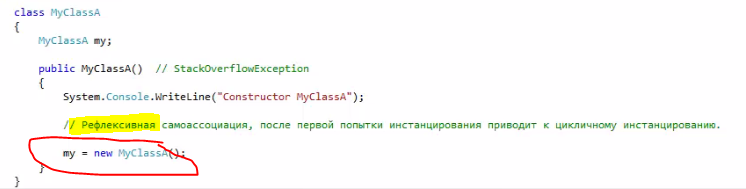 class MyClassA
{
MyClassA my;
public MyClassA() // StackOverflowException
{
System.Console.WriteLine("Constructor MyClassA");
// Рефлексивная самоассоциация, после первой попытки инстанцирования приводит к цикличному инстанцированию.
my = new MyClassA();
}
}